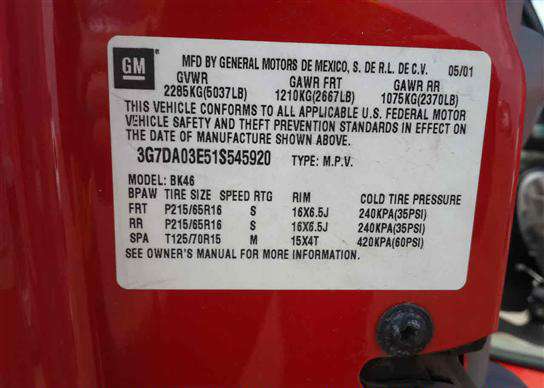 GM
MFD BY GENERAL MOTORS DE MEXICO, S. DE R.L. DE C.V. 05/01
GVWR GAWR FRT GAWR RR
2285KG(5037LB) 1210KG(2667LB) 1075KG(2370LB)
THIS VEHICLE CONFORMS TO ALL APPLICABLE U.S. FEDERAL MOTOR
VEHICLE SAFETY AND THEFT PREVENTION STANDARDS IN EFFECT ON
THE DATE OF MANUFACTURE SHOWN ABOVE.
3G7DA03E51S545920 TYPE: M.P.V.
MODEL: BK46
BPAW TIRE SIZE SPEED RTG RIM COLD TIRE PRESSURE
FRT P215/65R16 S 16X6.5J 240KPA(35PSI)
RR P215/65R16 S 16X6.5J 240KPA(35PSI)
SPA T125/70R15 M 15X4T 420KPA(60PSI)
SEE OWNER'S MANUAL FOR MORE INFORMATION.